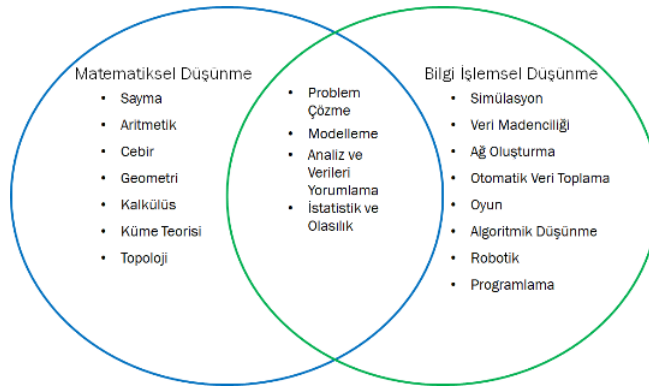 Matematiksel Düşünme
• Sayma
• Aritmetik
• Cebir
• Geometri
• Kalkülüs
• Küme Teorisi
• Topoloji
• Problem
Çözme
• Modelleme
• Analiz ve
Verileri
Yorumlama
• İstatistik ve
Olasılık
Bilgi İşlemsel Düşünme
• Simülasyon
• Veri Madenciliği
• Ağ Oluşturma
• Otomatik Veri Toplama
• Oyun
• Algoritmik Düşünme
• Robotik
• Programlama